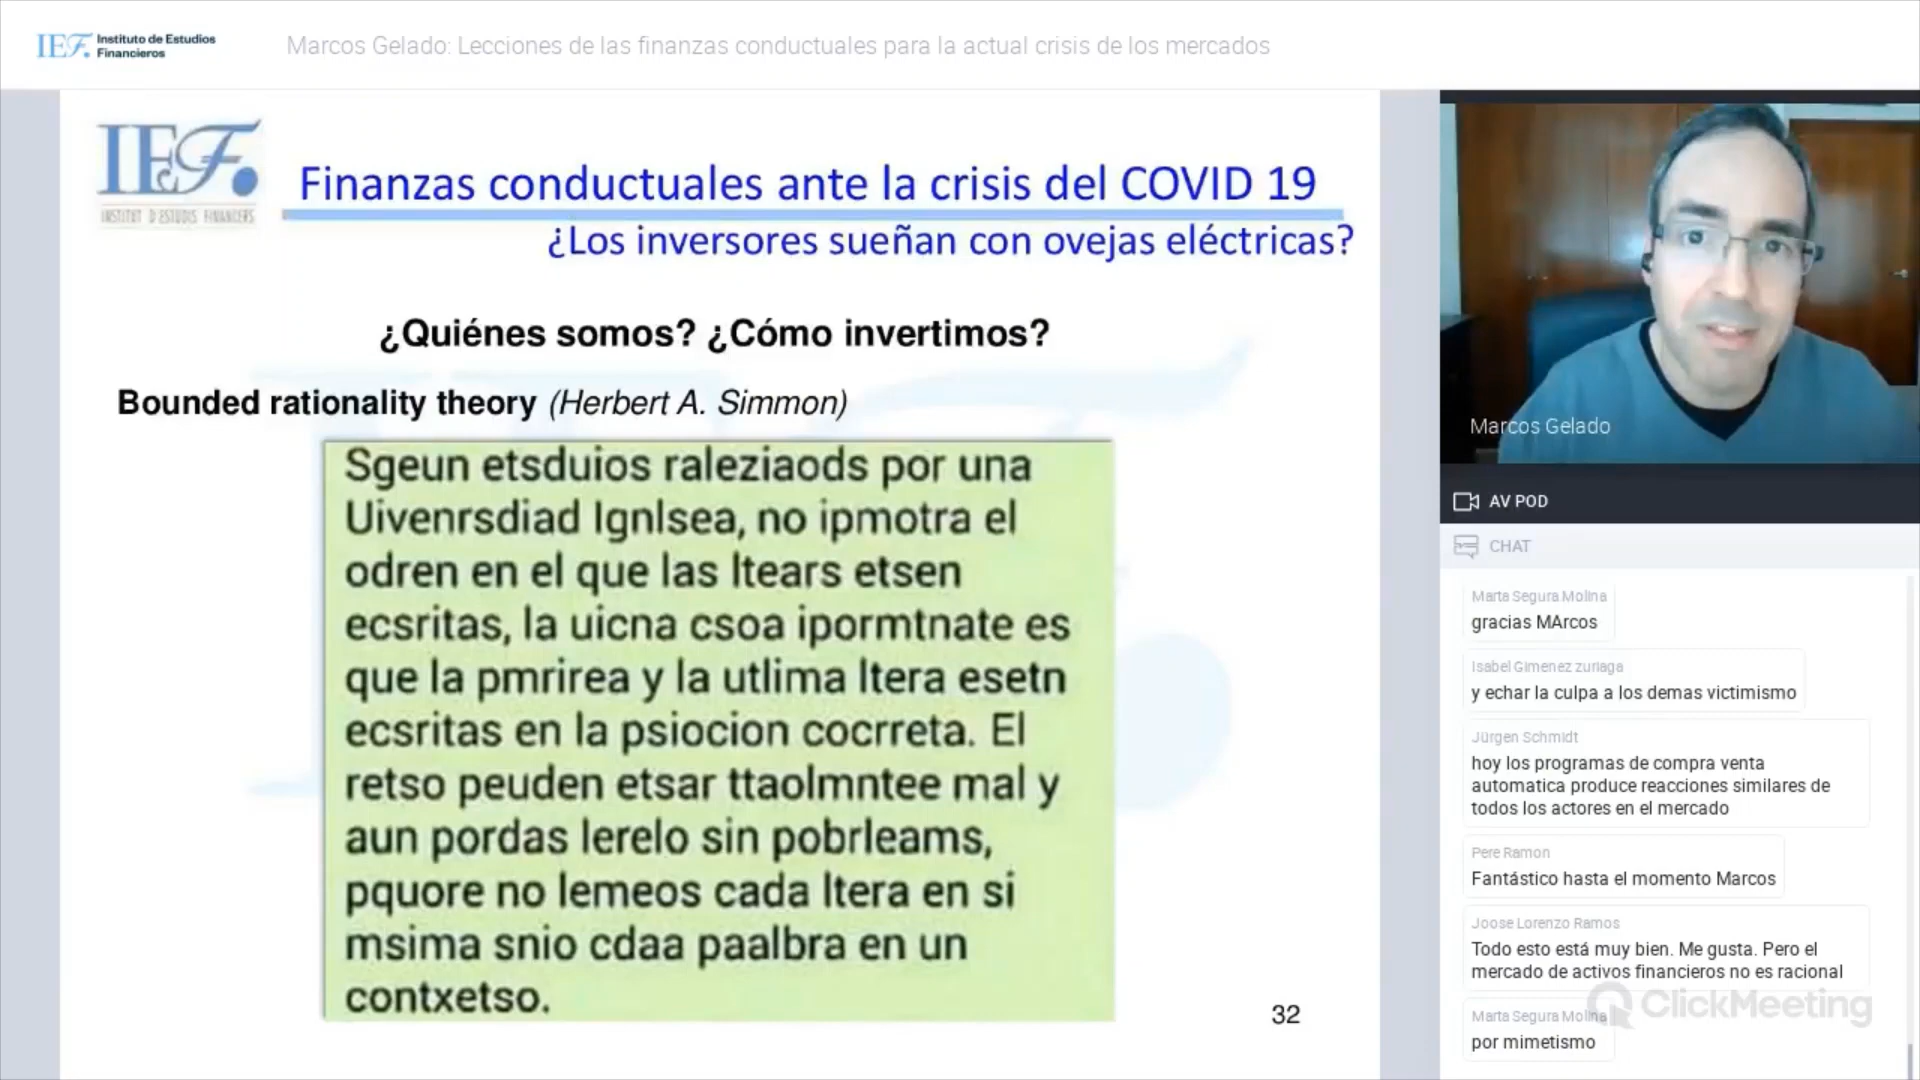 IEF. Instituto de Estudios
Financieros
Marcos Gelado: Lecciones de las finanzas conductuales para la actual crisis de los mercados
IEF.
INSTITUT D'ESTUDIS FINANCERS
Finanzas conductuales ante la crisis del COVID 19
¿Los inversores sueñan con ovejas eléctricas?
¿Quiénes somos? ¿Cómo invertimos?
Bounded rationality theory (Herbert A. Simmon)
Sgeun etsduios raleziaods por una
Uivenrsdiad Ignlsea, no ipmotra el
odren en el que las ltears etsen
ecsritas, la uicna csoa ipormtnate es
que la pmrirea y la utlima ltera esetn
ecsritas en la psiocion cocrreta. El
retso peuden etsar ttaolmntee mal y
aun pordas lerelo sin pobrleams,
pquore no lemeos cada ltera en si
msima snio cdaa paalbra en un
contxetso.
32
Marcos Gelado
AV POD
CHAT
Marta Segura Molina
gracias MArcos
Isabel Gimenez zuriaga
y echar la culpa a los demas victimismo
Jürgen Schmidt
hoy los programas de compra venta
automatica produce reacciones similares de
todos los actores en el mercado
Pere Ramon
Fantástico hasta el momento Marcos
Joose Lorenzo Ramos
Todo esto está muy bien. Me gusta. Pero el
mercado de activos financieros no es racional
ClickMeeting
Marta Segura Molina
por mimetismo